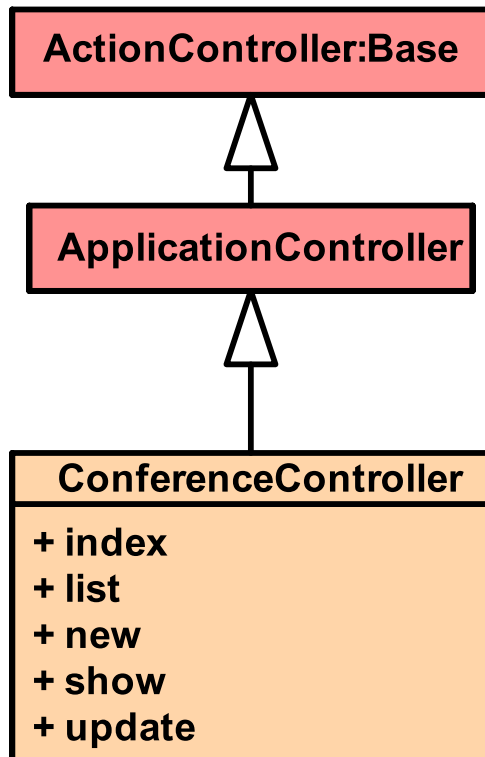 ActionController:Base
ApplicationController
ConferenceController
+ index
+ list
+ new
+ show
+ update